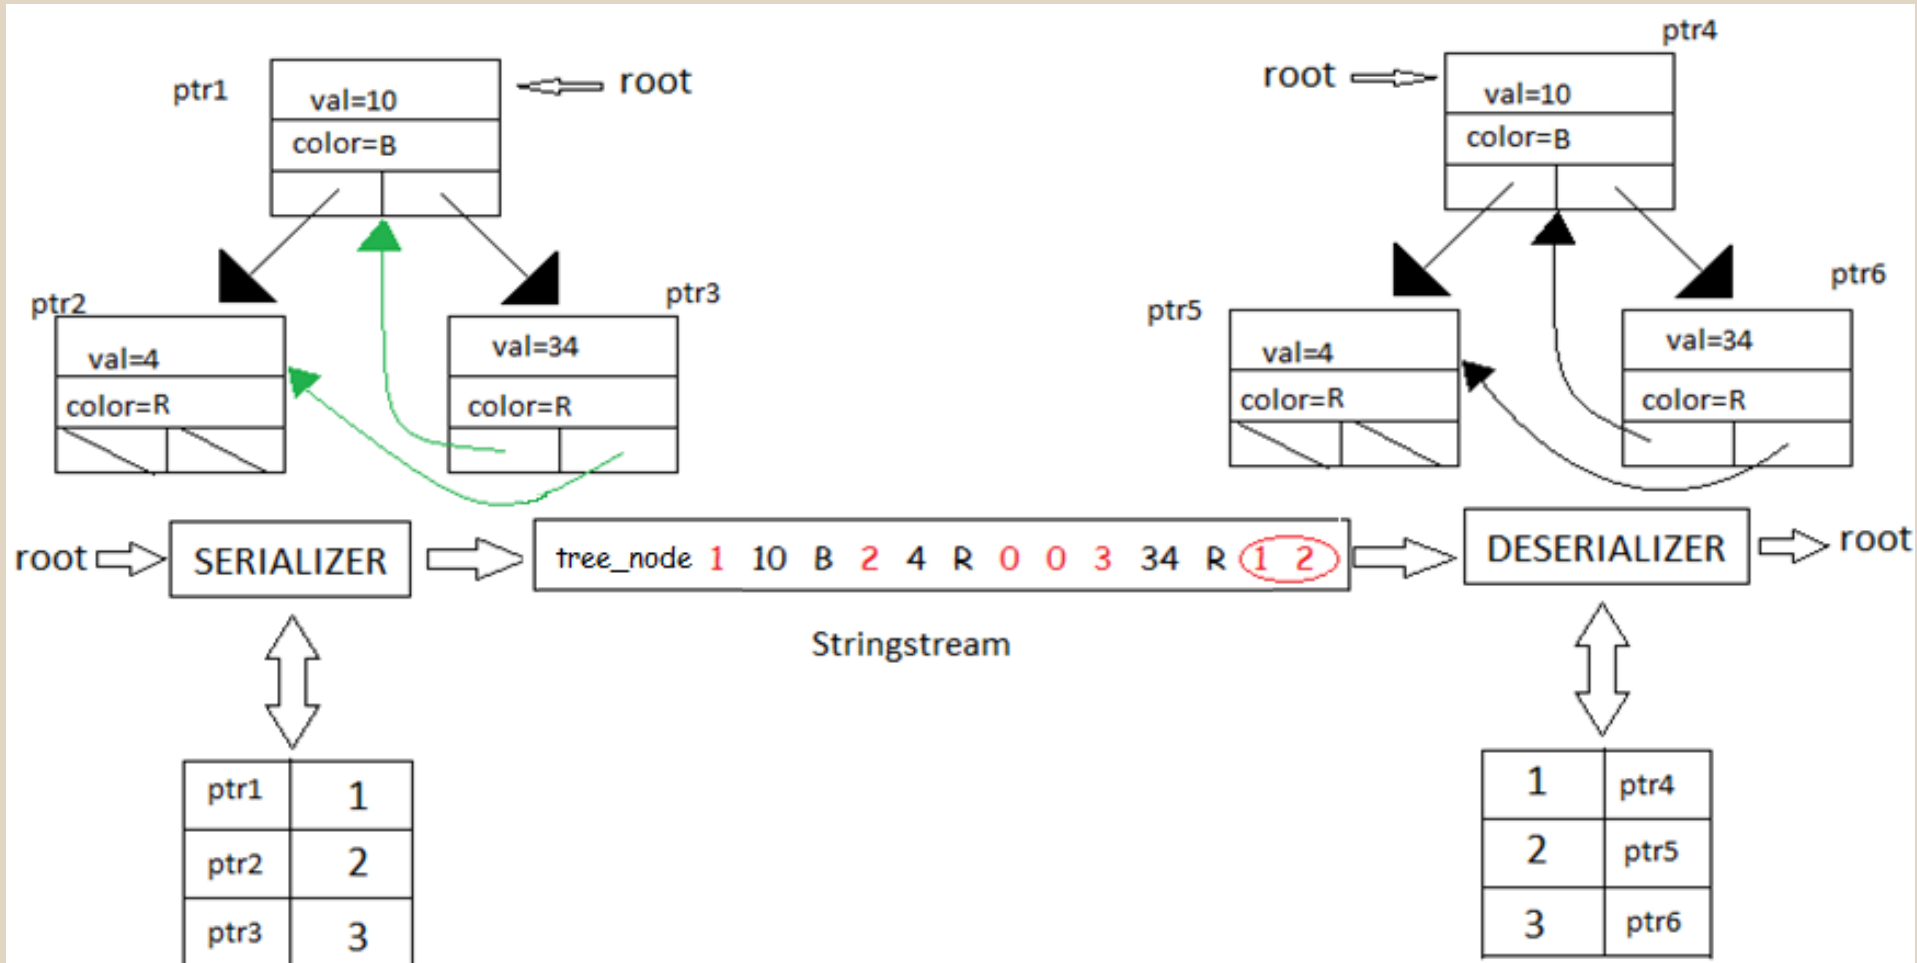 ptr1
val=10
color=B
root
ptr2
val=4
color=R
ptr3
val=34
color=R
ptr4
root
val=10
color=B
ptr5
val=4
color=R
ptr6
val=34
color=R
root
SERIALIZER
tree_node 1 10 B 2 4 R 0 0 3 34 R 1 2
DESERIALIZER
root
Stringstream
ptr1 1
ptr2 2
ptr3 3
1 ptr4
2 ptr5
3 ptr6